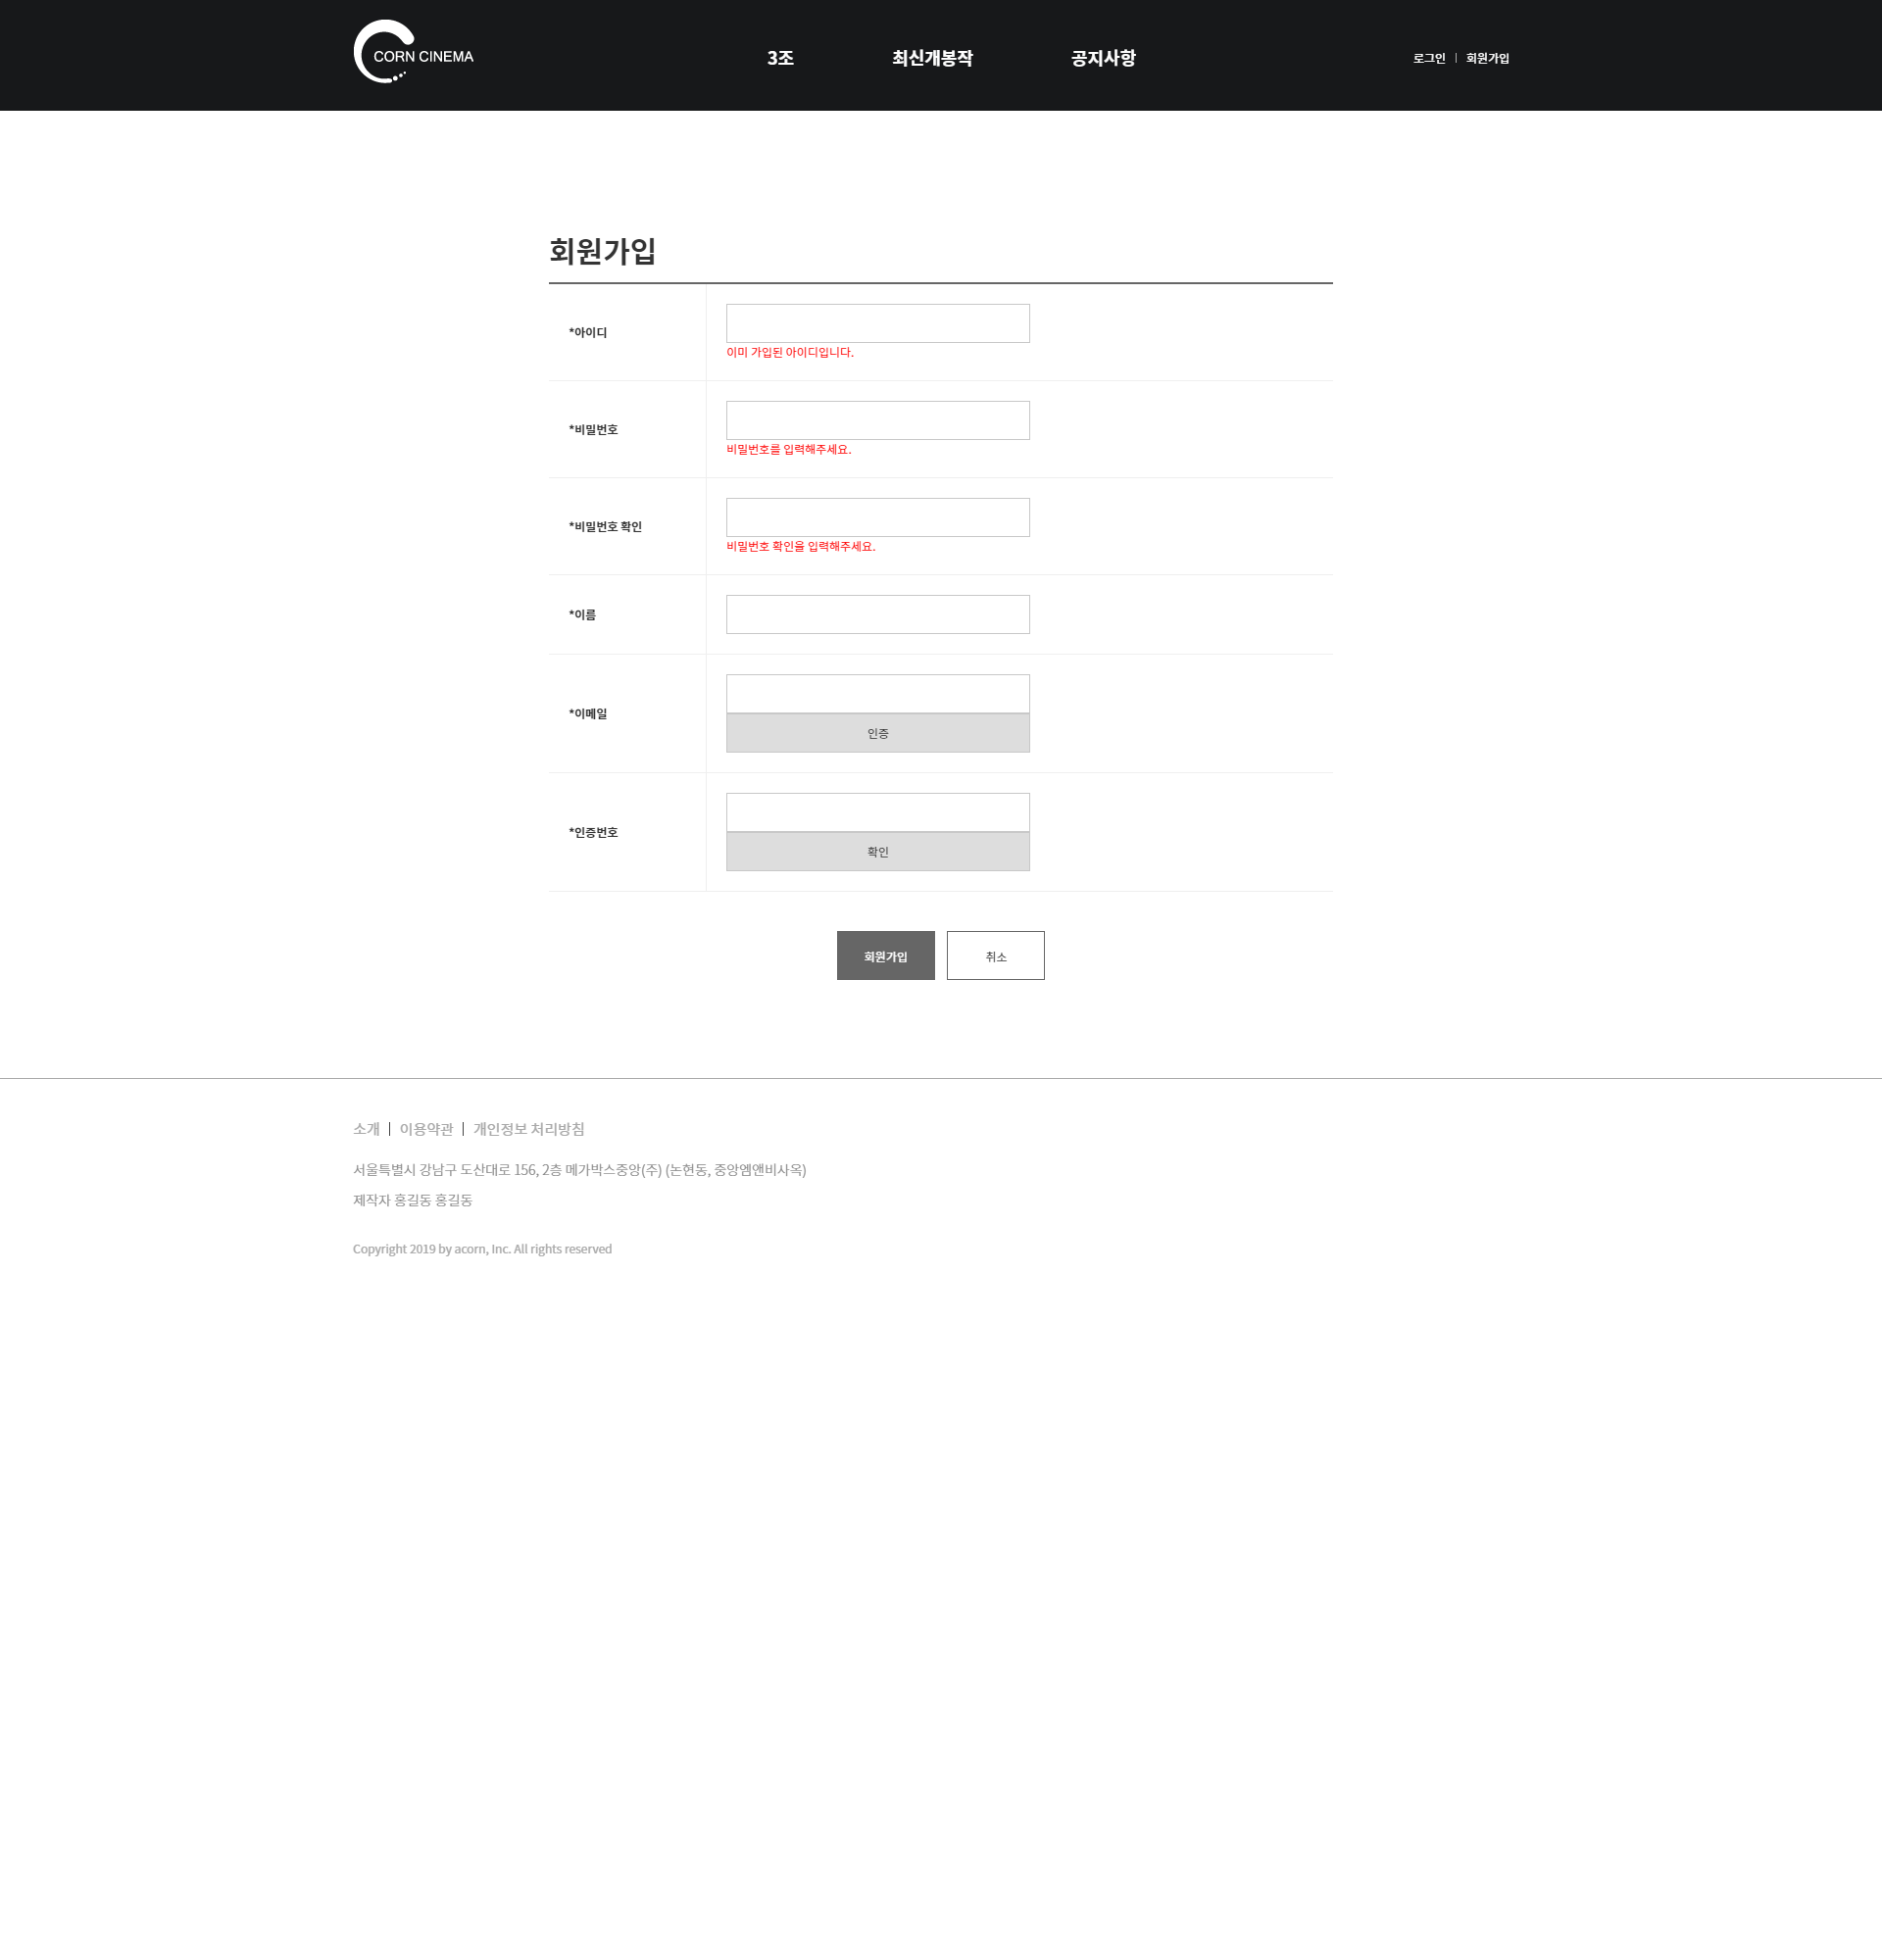 CORN CINEMA
3조
최신개봉작
공지사항
로그인 | 회원가입
회원가입
*아이디
이미 가입된 아이디입니다.
*비밀번호
비밀번호를 입력해주세요.
*비밀번호 확인
비밀번호 확인을 입력해주세요.
*이름
*이메일
인증
*인증번호
확인
회원가입
취소
소개 | 이용약관 | 개인정보 처리방침
서울특별시 강남구 도산대로 156, 2층 메가박스중앙(주) (논현동, 중앙엠앤비사옥)
제작자 홍길동 홍길동
Copyright 2019 by acorn, Inc. All rights reserved